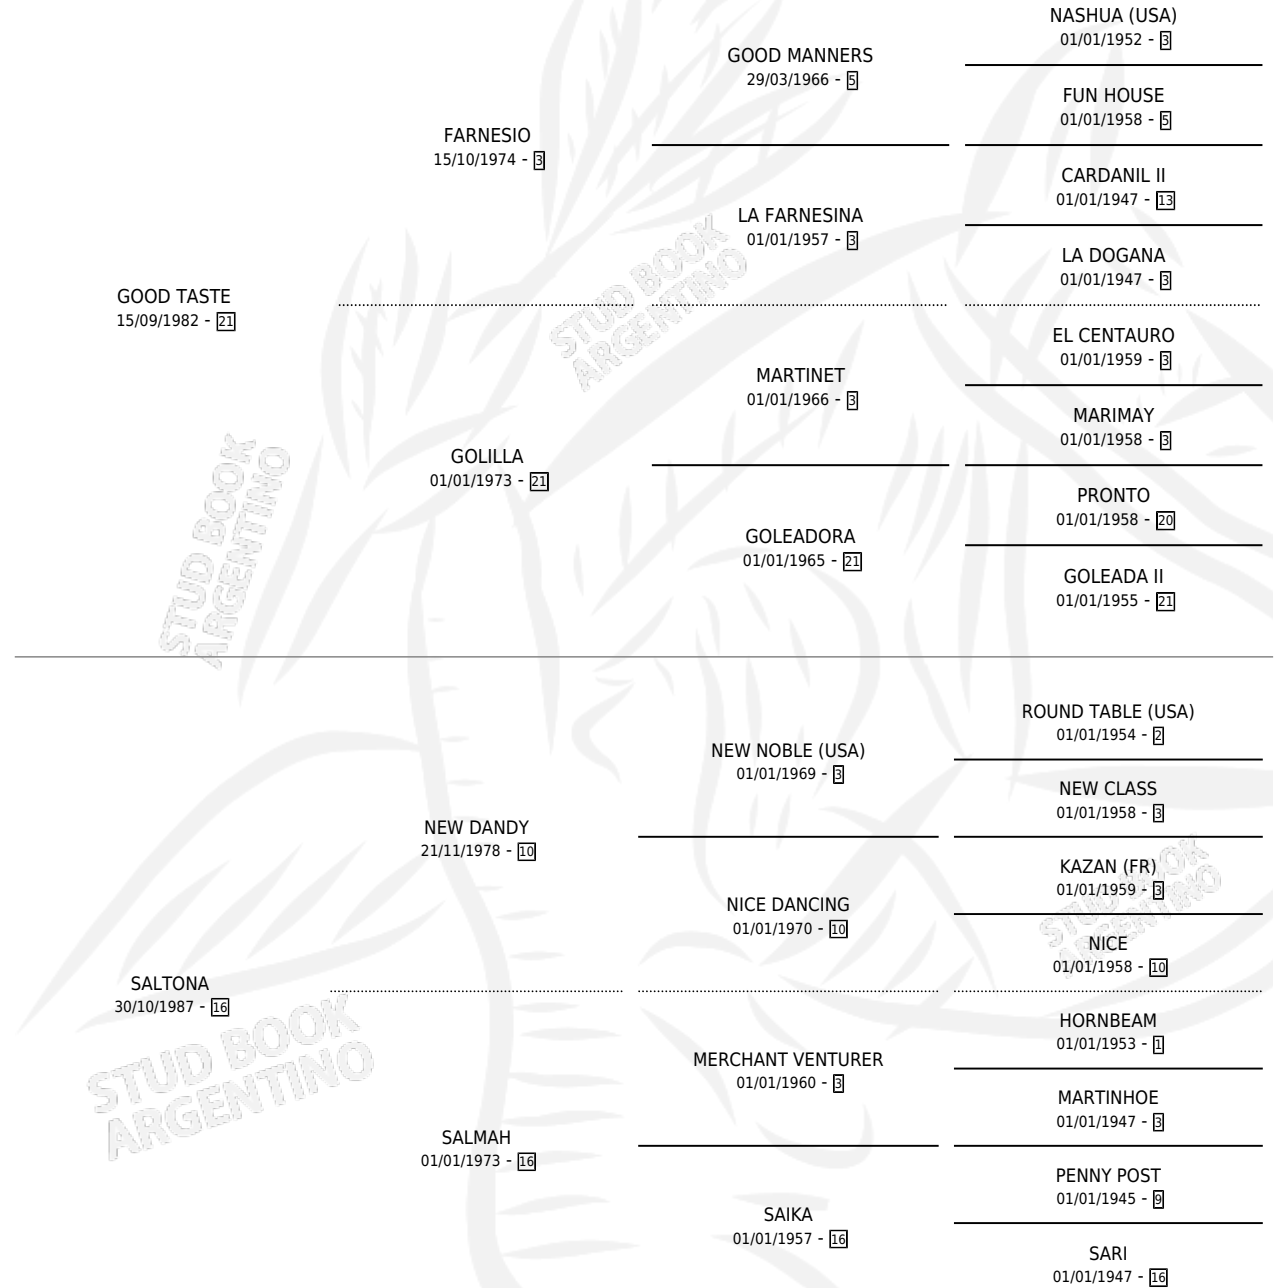 NASHUA (USA)
01/01/1952 - 3
GOOD MANNERS
29/03/1966 - 5
FUN HOUSE
01/01/1958 - 5
FARNESIO
15/10/1974 - 3
CARDANIL II
01/01/1947 - 13
LA FARNESINA
01/01/1957 - 3
LA DOGANA
01/01/1947 - 3
GOOD TASTE
15/09/1982 - 21
EL CENTAURO
01/01/1959 - 3
MARTINET
01/01/1966 - 3
MARIMAY
01/01/1958 - 3
GOLILLA
01/01/1973 - 21
PRONTO
01/01/1958 - 20
GOLEADORA
01/01/1965 - 21
GOLEADA II
01/01/1955 - 21
STUD BOOK
ARGENTINO
STUD BOOK
ARGENTINO
ROUND TABLE (USA)
01/01/1954 - 2
NEW NOBLE (USA)
01/01/1969 - 3
NEW CLASS
01/01/1958 - 3
NEW DANDY
21/11/1978 - 10
KAZAN (FR)
01/01/1959 - 3
NICE DANCING
01/01/1970 - 10
NICE
01/01/1958 - 10
SALTONA
30/10/1987 - 16
HORNBEAM
01/01/1953 - 1
MERCHANT VENTURER
01/01/1960 - 3
MARTINHOE
01/01/1947 - 3
SALMAH
01/01/1973 - 16
PENNY POST
01/01/1945 - 9
SAIKA
01/01/1957 - 16
SARI
01/01/1947 - 16
STUD BOOK
ARGENTINO
STUD BOOK
ARGENTINO